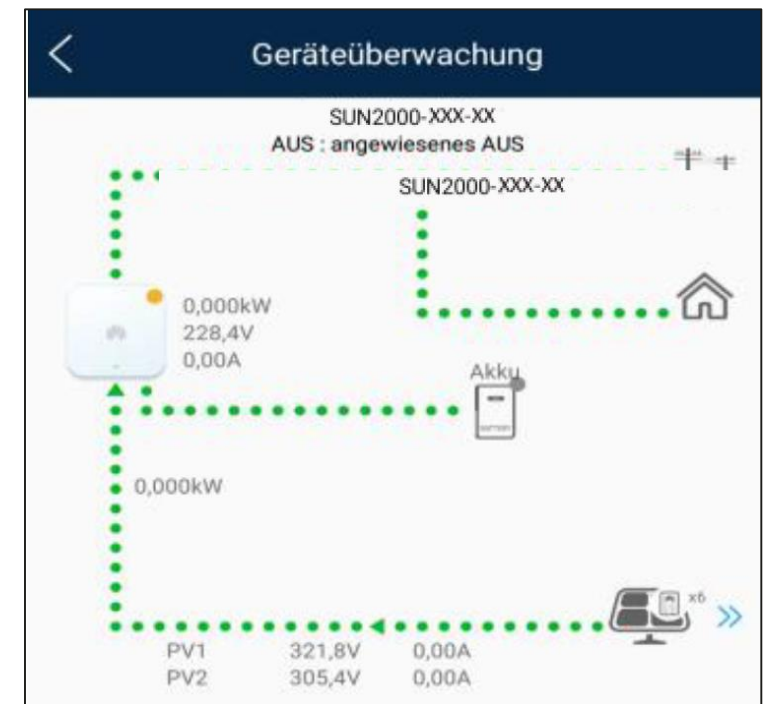 Geräteüberwachung
SUN2000-XXX-XX
AUS : angewiesenes AUS
SUN2000-XXX-XX
0,000kW
228,4V
0,00A
Akku
0,000kW
x6
PV1 321,8V 0,00A
PV2 305,4V 0,00A